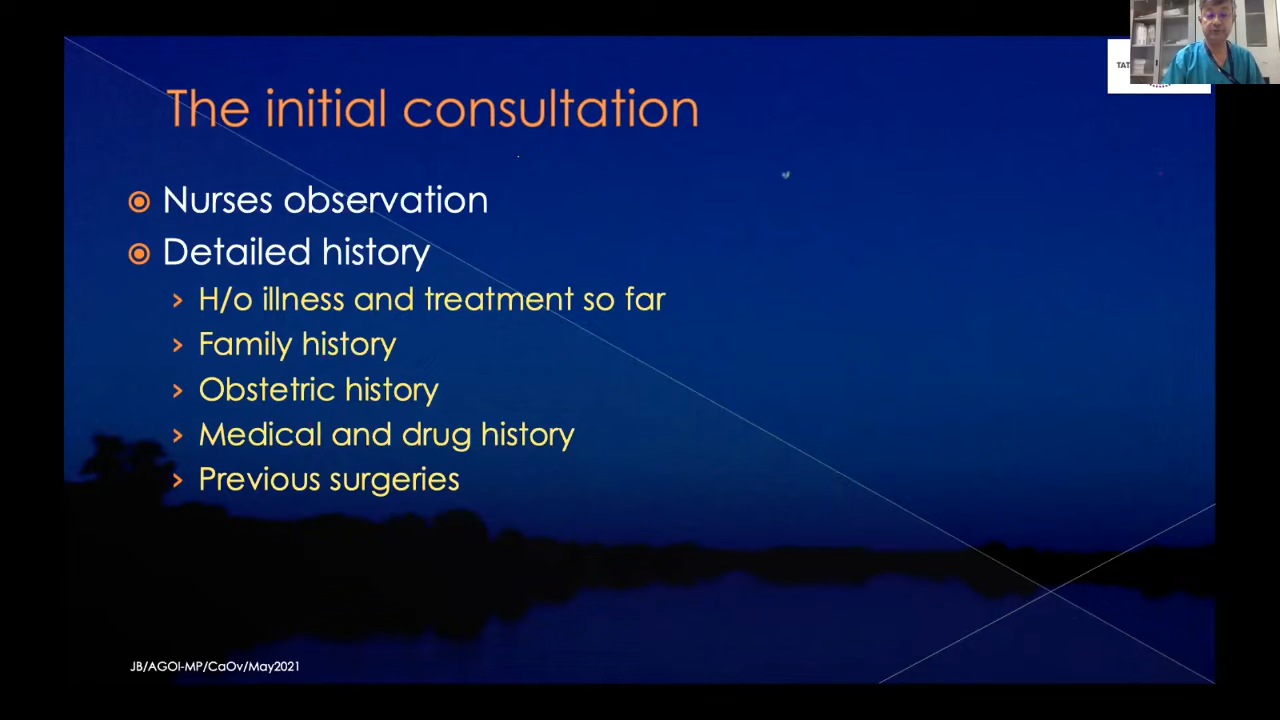 The initial consultation
TAT
Nurses observation
Detailed history
H/o illness and treatment so far
Family history
Obstetric history
Medical and drug history
Previous surgeries
JB/AGOI-MP/CaOv/May2021